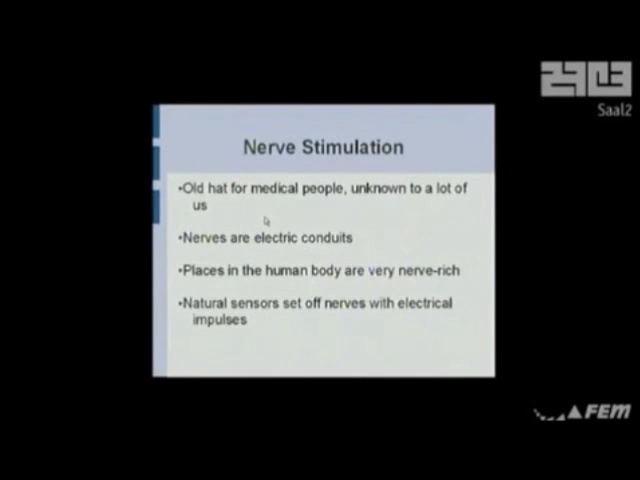 29C3
Saal2
Nerve Stimulation
•Old hat for medical people, unknown to a lot of
us
•Nerves are electric conduits
•Places in the human body are very nerve-rich
•Natural sensors set off nerves with electrical
impulses
FEM